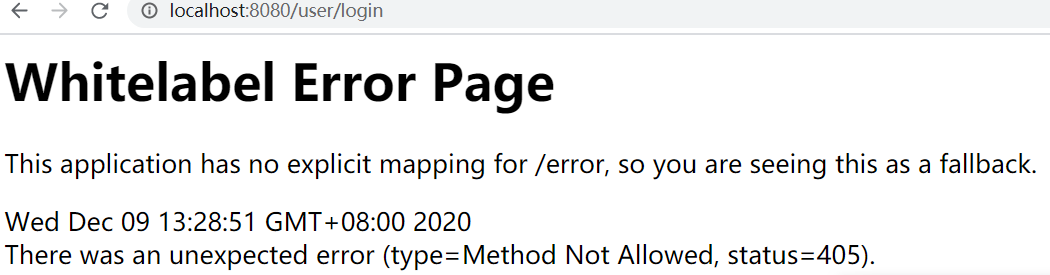 localhost:8080/user/login
Whitelabel Error Page
This application has no explicit mapping for /error, so you are seeing this as a fallback.
Wed Dec 09 13:28:51 GMT+08:00 2020
There was an unexpected error (type=Method Not Allowed, status=405).